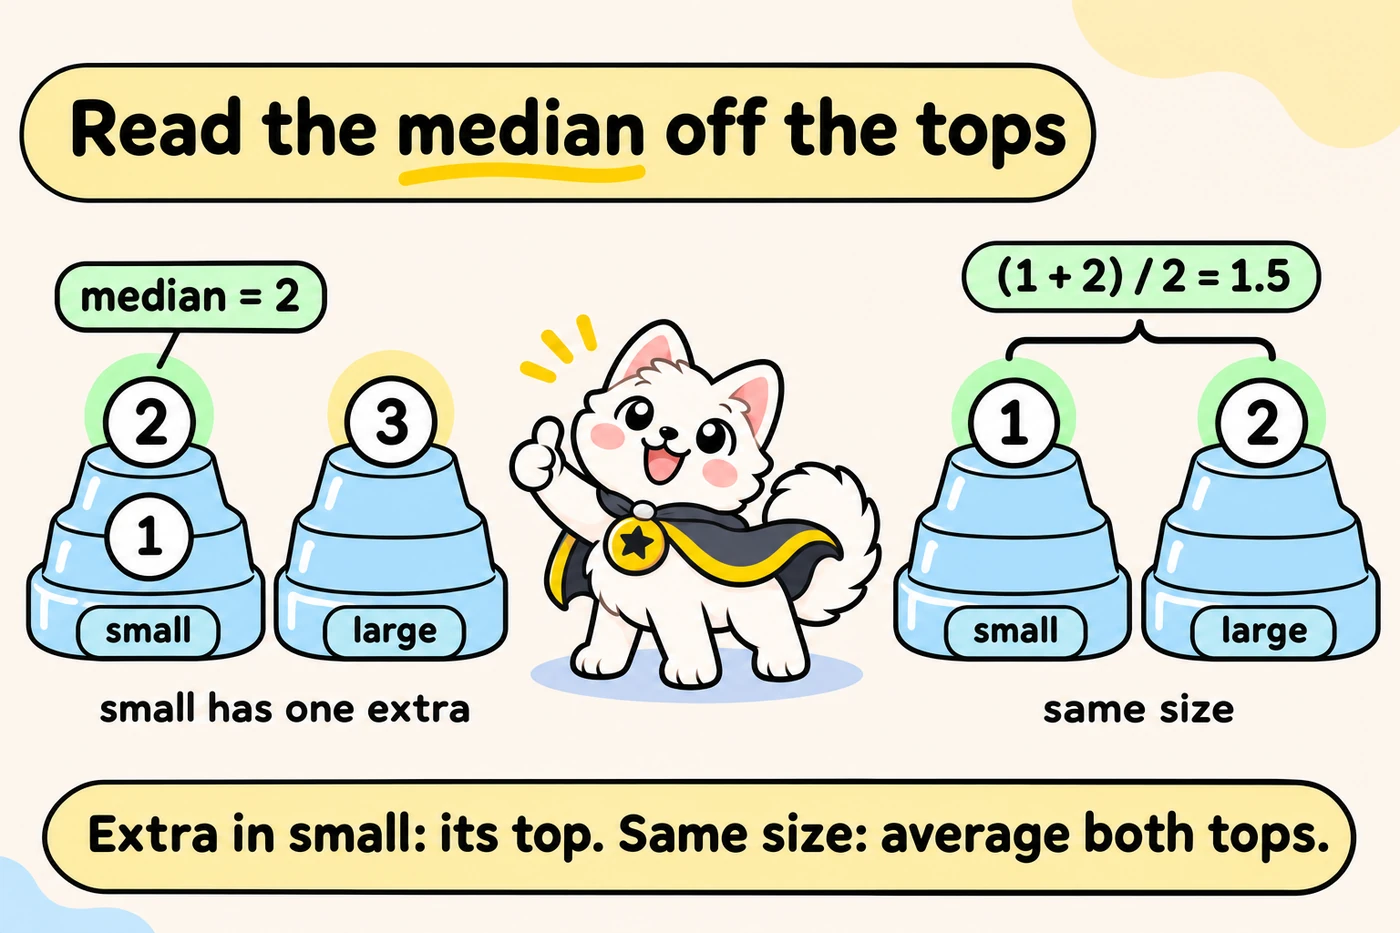 Read the median off the tops
median = 2
(1 + 2) / 2 = 1.5
2
3
1
2
1
small
large
small
large
small has one extra
same size
Extra in small: its top. Same size: average both tops.